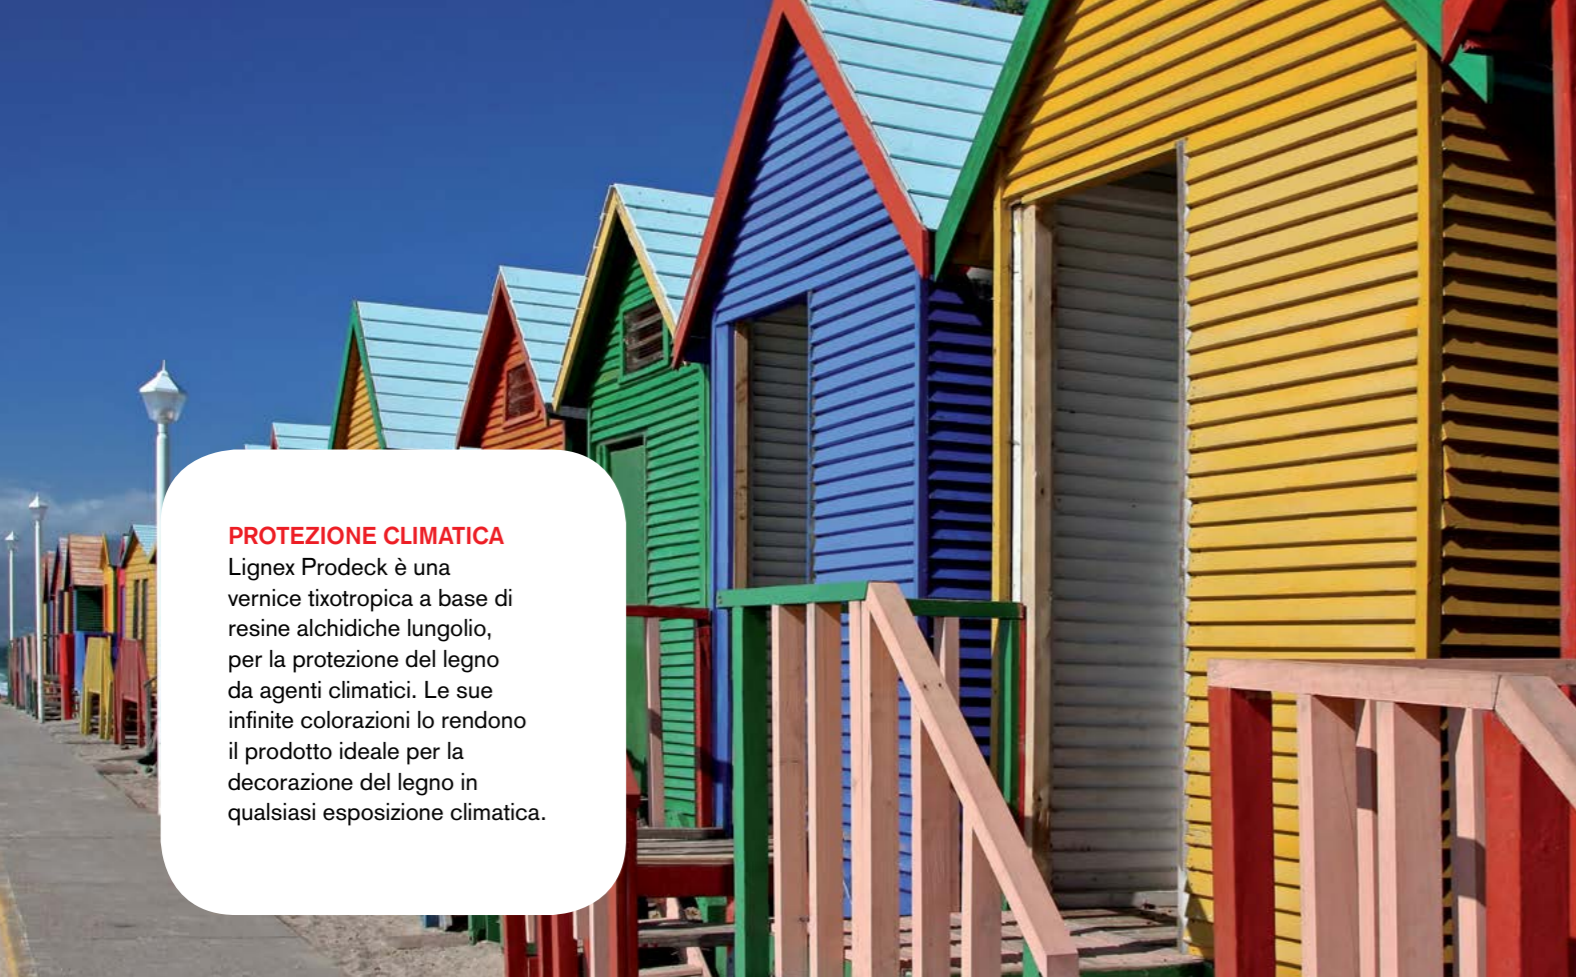 PROTEZIONE CLIMATICA
Lignex Prodeck è una
vernice tixotropica a base di
resine alchidiche lungolio,
per la protezione del legno
da agenti climatici. Le sue
infinite colorazioni lo rendono
il prodotto ideale per la
decorazione del legno in
qualsiasi esposizione climatica.